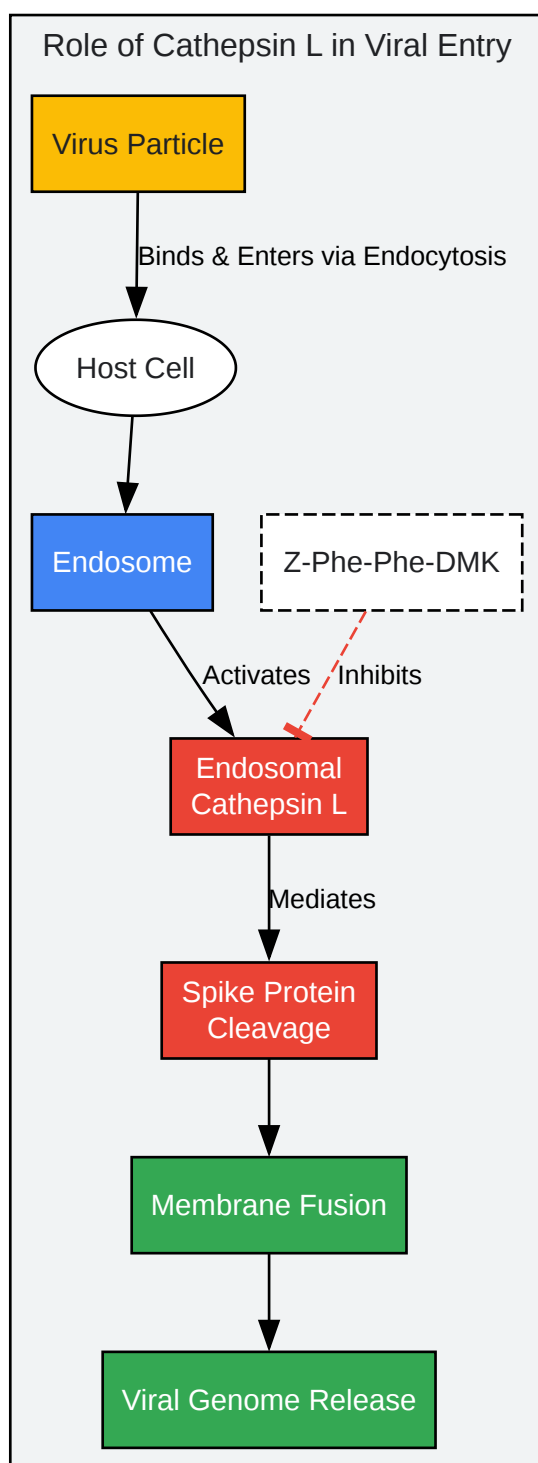 Role of Cathepsin L in Viral Entry
Virus Particle
Binds & Enters via Endocytosis
Host Cell
Endosome
Z-Phe-Phe-DMK
Activates
Inhibits
Endosomal
Cathepsin L
Mediates
Spike Protein
Cleavage
Membrane Fusion
Viral Genome Release